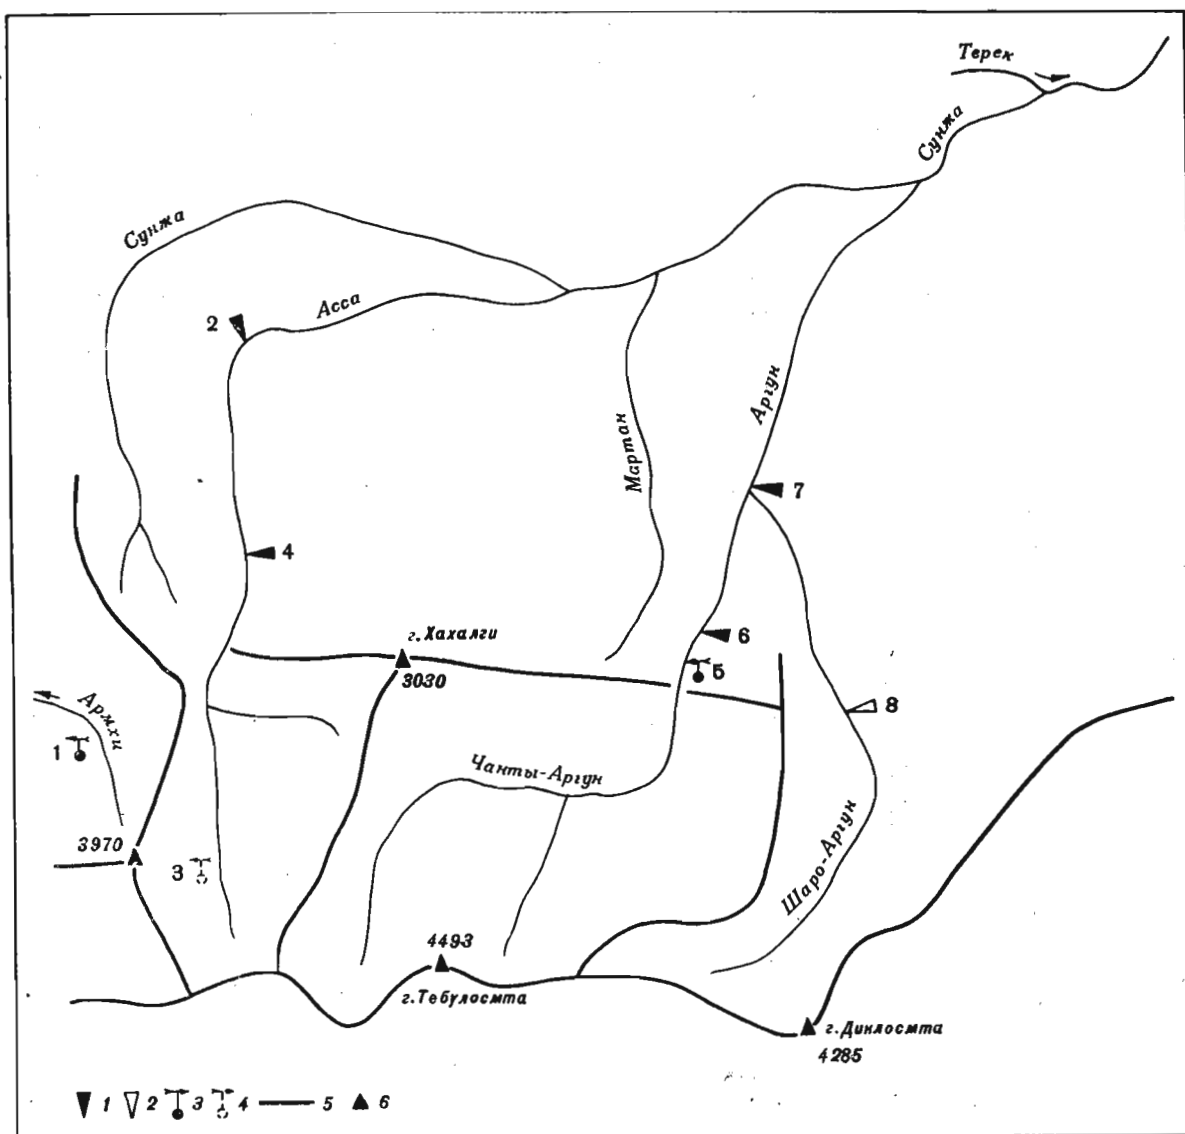 Терек
Сунжа
Сунжа
Асса
2
Аргун
Мартан
7
4
6
г. Хахалги
3030
5
Армхи
1
8
Чанты-Аргун
3970
3
Шаро-Аргун
4493
г. Тебулосмта
г. Диклосмта
4285
1 2 3 4 5 6